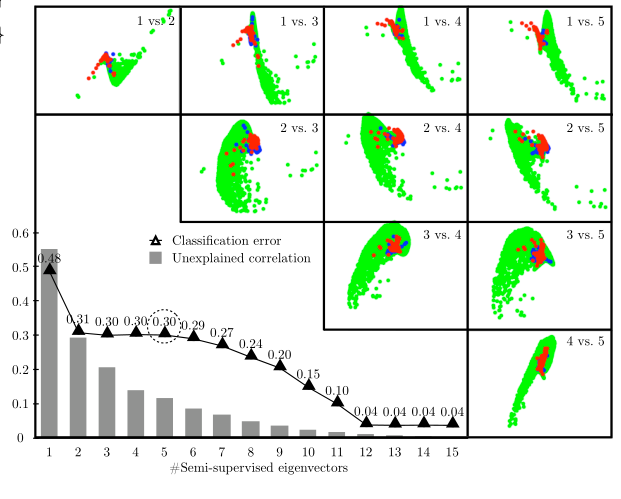 }
1 vs. 2
1 vs. 3
1 vs. 4
1 vs. 5
2 vs. 3
2 vs. 4
2 vs. 5
3 vs. 4
3 vs. 5
4 vs. 5
Classification error
Unexplained correlation
0.6
0.5
0.4
0.3
0.2
0.1
0
0.48
0.31
0.30
0.30
0.30
0.29
0.27
0.24
0.20
0.15
0.10
0.04
0.04
0.04
0.04
1 2 3 4 5 6 7 8 9 10 11 12 13 14 15
#Semi-supervised eigenvectors